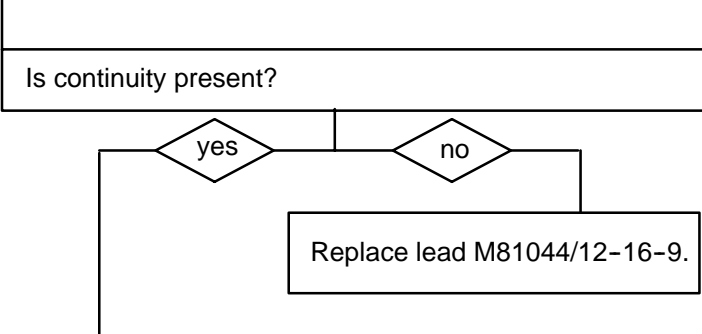 Is continuity present?
yes
no
Replace lead M81044/12-16-9.